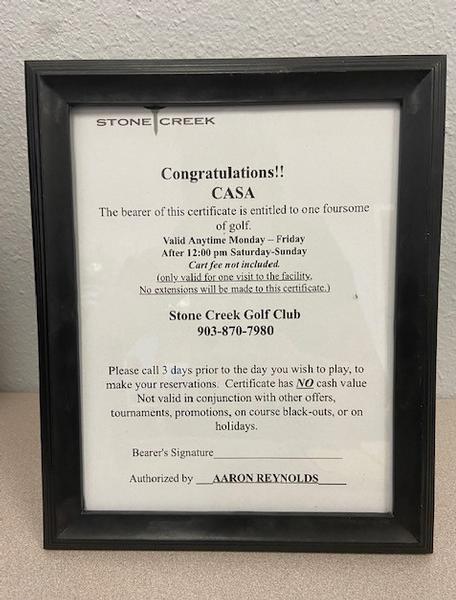 STONE CREEK
Congratulations!!
CASA
The bearer of this certificate is entitled to one foursome
of golf.
Valid Anytime Monday – Friday
After 12:00 pm Saturday-Sunday
Cart fee not included.
(only valid for one visit to the facility.
No extensions will be made to this certificate.)
Stone Creek Golf Club
903-870-7980
Please call 3 days prior to the day you wish to play, to
make your reservations. Certificate has NO cash value
Not valid in conjunction with other offers,
tournaments, promotions, on course black-outs, or on
holidays.
Bearer's Signature________________________
Authorized by ___AARON REYNOLDS_____